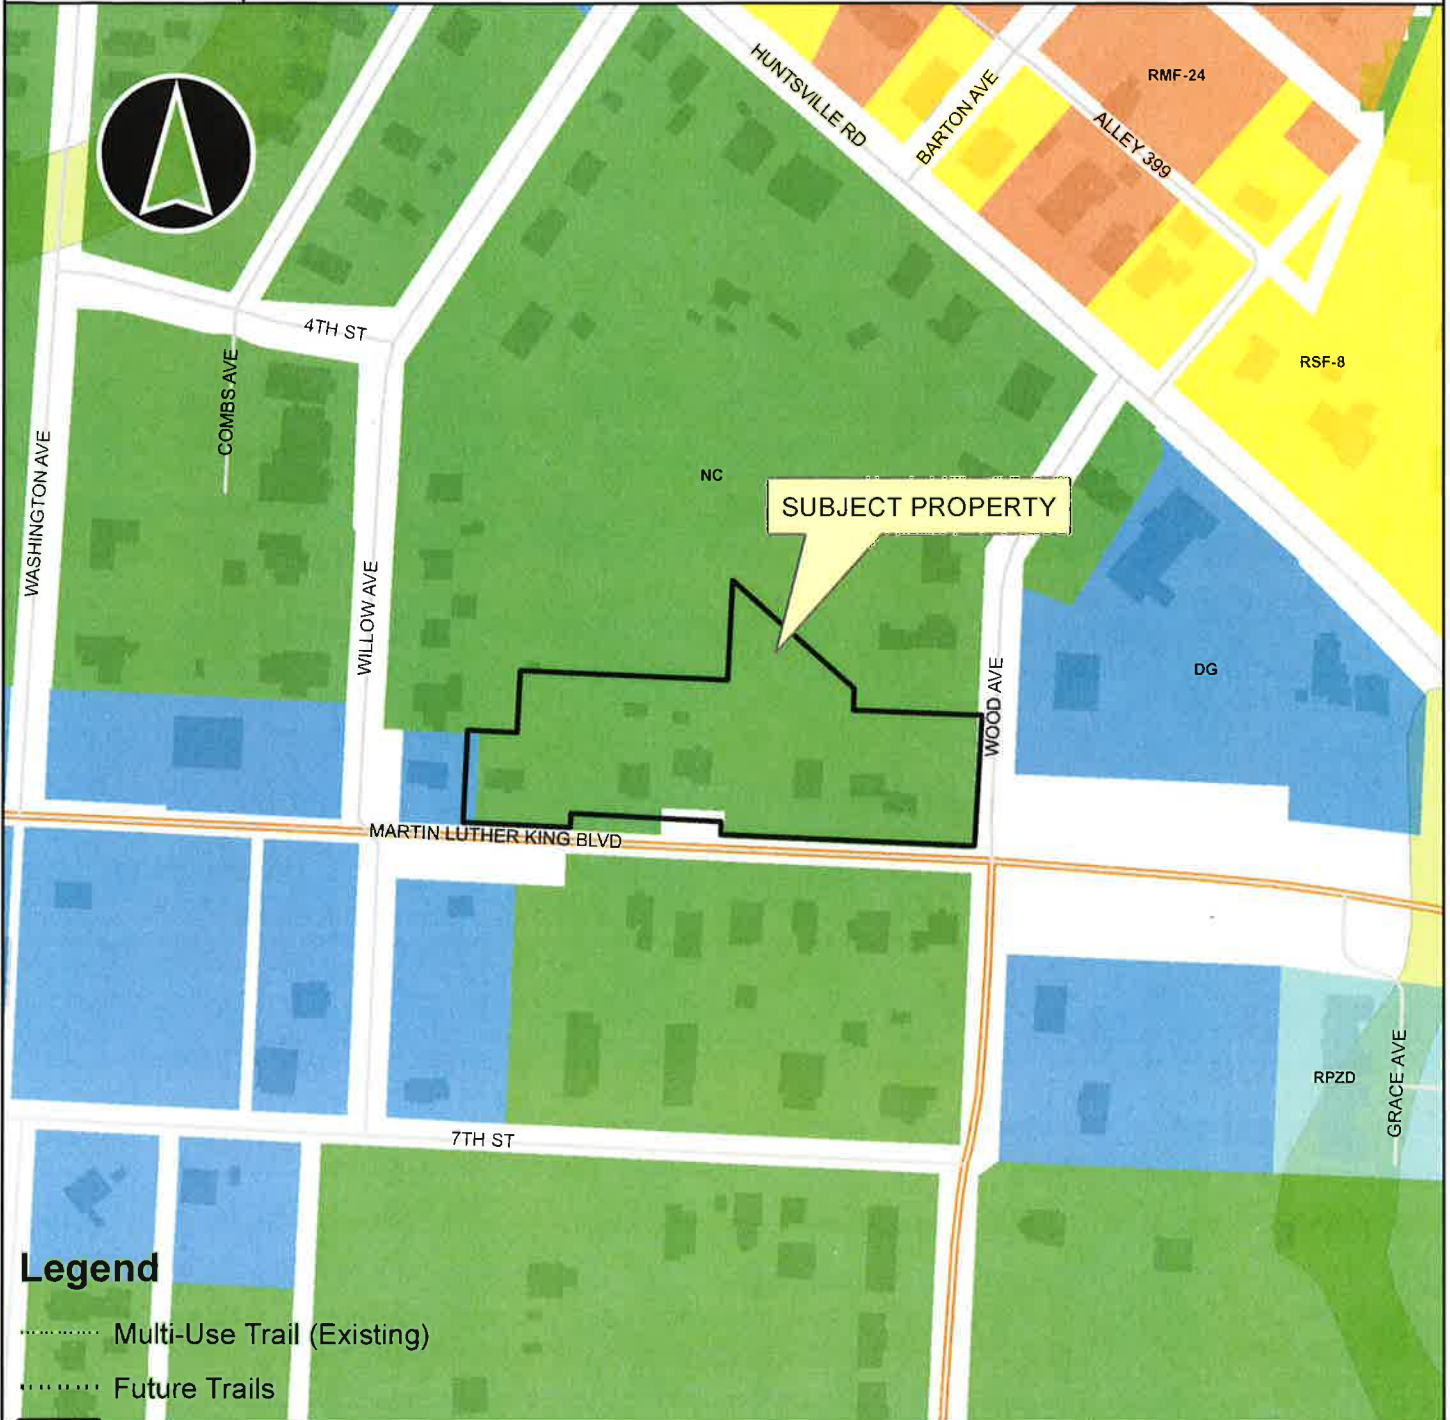 HUNTSVILLE RD
BARTON AVE
RMF-24
ALLEY 399
4TH ST
COMBS AVE
RSF-8
WASHINGTON AVE
NC
SUBJECT PROPERTY
WILLOW AVE
WOOD AVE
DG
MARTIN LUTHER KING BLVD
RPZD
GRACE AVE
7TH ST
Legend
Multi-Use Trail (Existing)
Future Trails